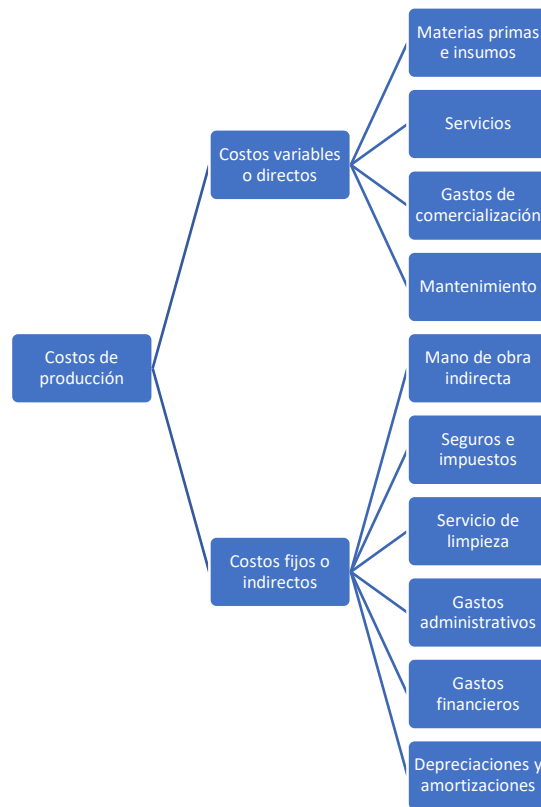 Materias primas
e insumos
Servicios
Costos variables
o directos
Gastos de
comercialización
Mantenimiento
Costos de
producción
Mano de obra
indirecta
Seguros e
impuestos
Servicio de
limpieza
Costos fijos o
indirectos
Gastos
administrativos
Gastos
financieros
Depreciaciones y
amortizaciones